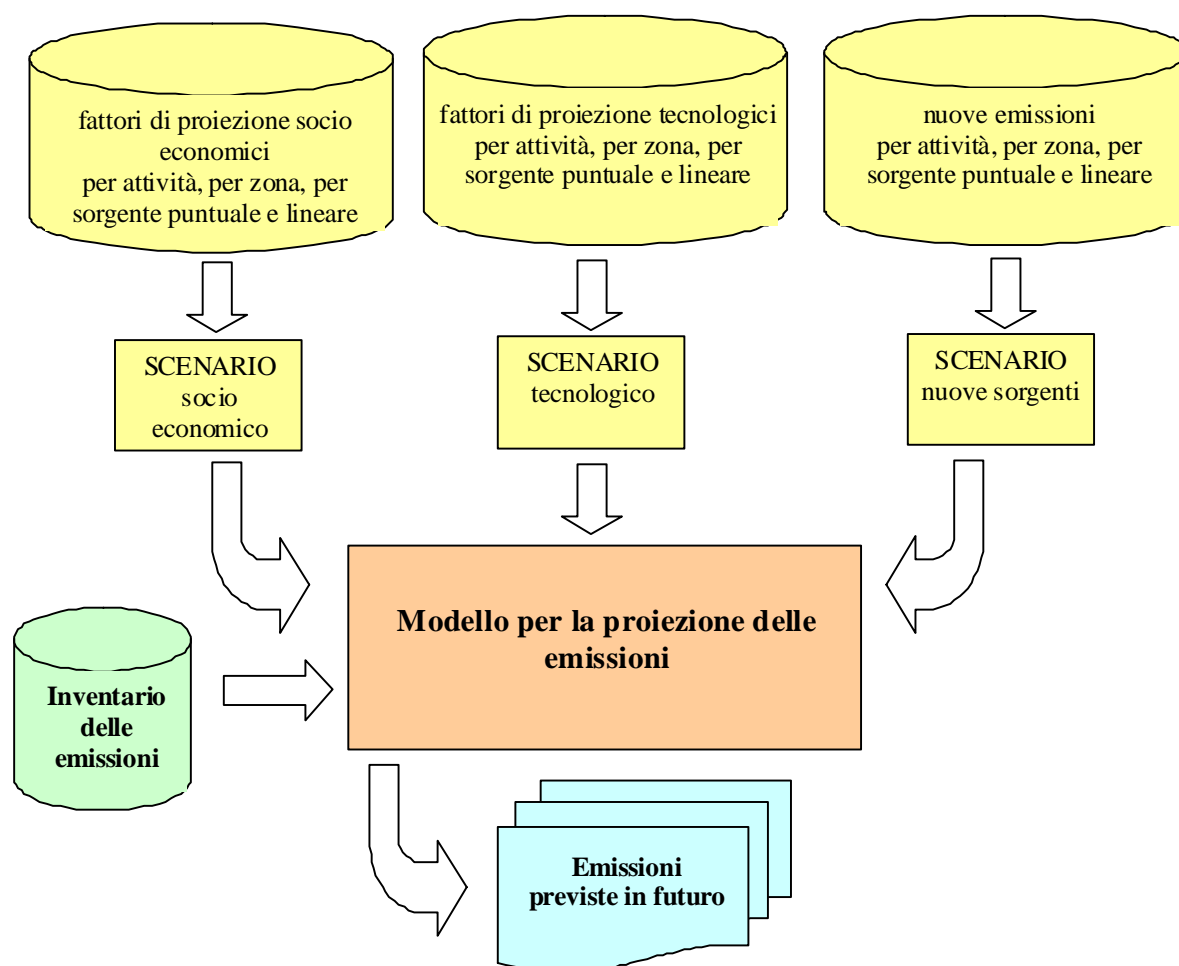 fattori di proiezione socio
economici
per attività, per zona, per
sorgente puntuale e lineare
fattori di proiezione tecnologici
per attività, per zona, per
sorgente puntuale e lineare
nuove emissioni
per attività, per zona, per
sorgente puntuale e lineare
SCENARIO
socio
economico
SCENARIO
tecnologico
SCENARIO
nuove sorgenti
Modello per la proiezione delle
emissioni
Inventario
delle
emissioni
Emissioni
previste in futuro